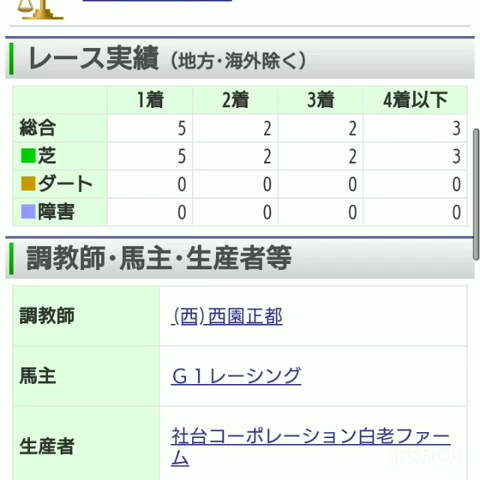 レース実績（地方・海外除く）
1着 2着 3着 4着以下
総合 5 2 2 3
芝 5 2 2 3
ダート 0 0 0 0
障害 0 0 0 0
調教師・馬主・生産者等
調教師 (西)西園正都
馬主 Ｇ１レーシング
生産者 社台コーポレーション白老ファー
ム